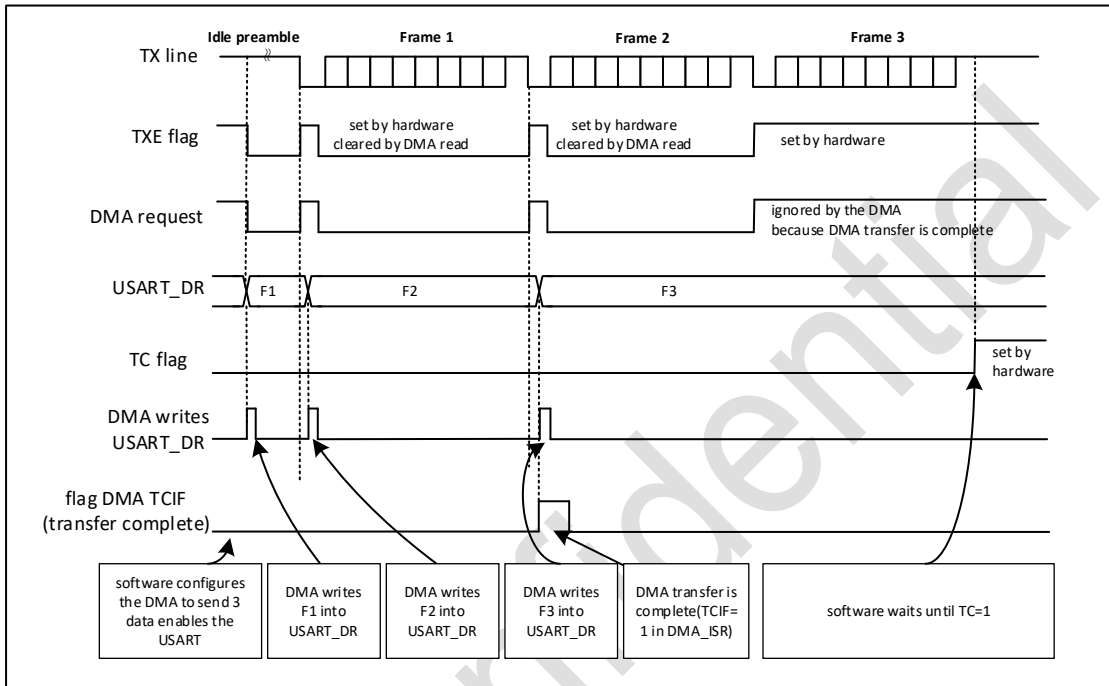 Idle preamble
Frame 1
Frame 2
Frame 3
TX line
TXE flag
set by hardware
cleared by DMA read
set by hardware
cleared by DMA read
set by hardware
DMA request
ignored by the DMA
because DMA transfer is complete
USART_DR
F1
F2
F3
TC flag
set by
hardware
DMA writes
USART_DR
flag DMA TCIF
(transfer complete)
software configures
the DMA to send 3
data enables the
USART
DMA writes
F1 into
USART_DR
DMA writes
F2 into
USART_DR
DMA writes
F3 into
USART_DR
DMA transfer is
complete(TCIF=
1 in DMA_ISR)
software waits until TC=1
nfidential